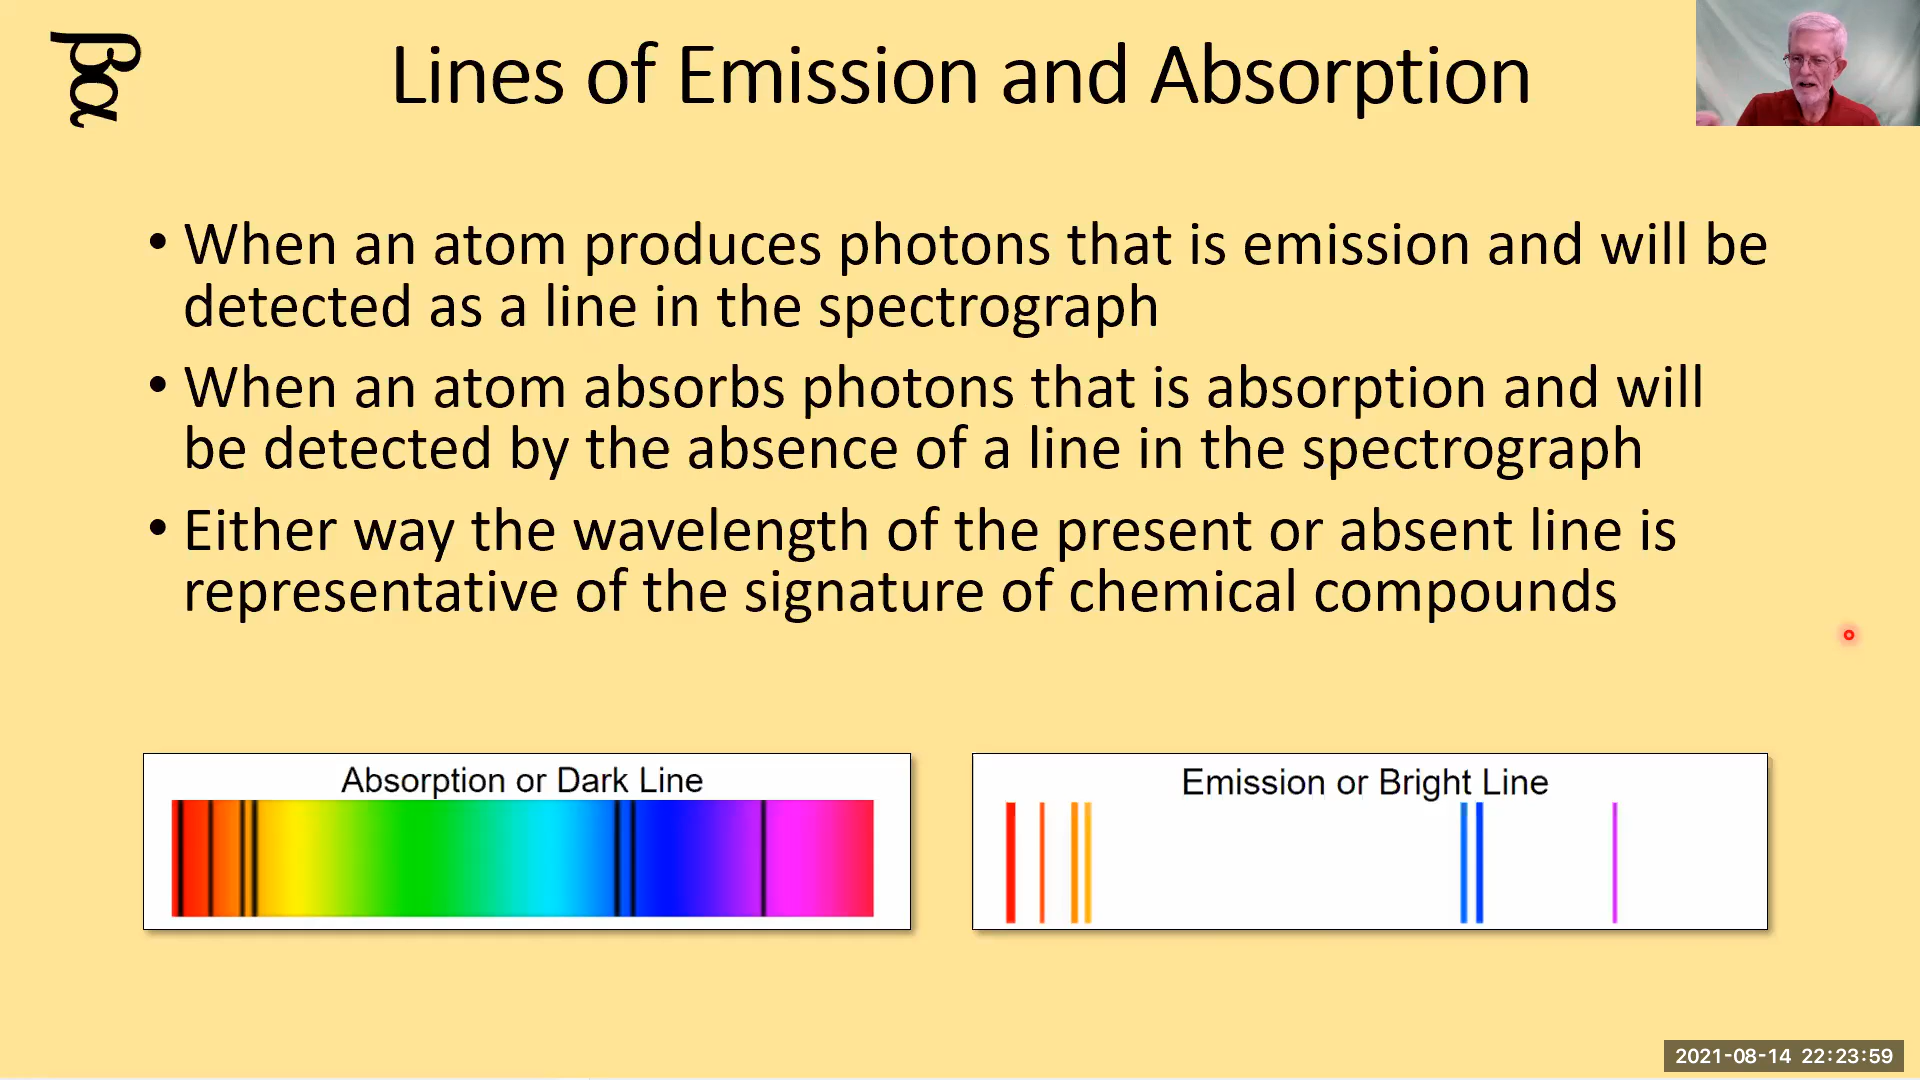 βα
Lines of Emission and Absorption
• When an atom produces photons that is emission and will be
detected as a line in the spectrograph
• When an atom absorbs photons that is absorption and will
be detected by the absence of a line in the spectrograph
• Either way the wavelength of the present or absent line is
representative of the signature of chemical compounds
Absorption or Dark Line
Emission or Bright Line
2021-08-14 22:23:59